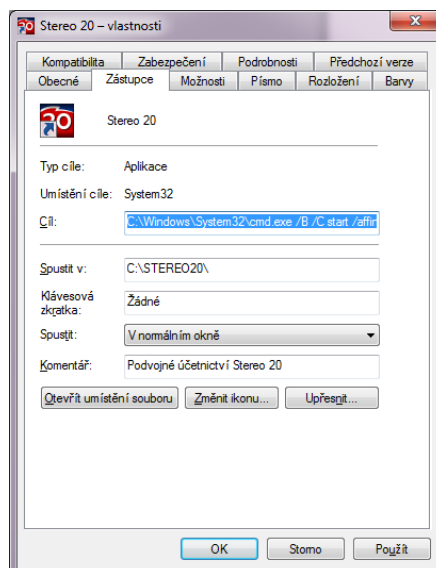 Stereo 20 – vlastnosti
Kompatibilita Zabezpečení Podrobnosti Předchozí verze
Obecné Zástupce Možnosti Písmo Rozložení Barvy
Stereo 20
Typ cíle: Aplikace
Umístění cíle: System32
Cíl: C:\Windows\System32\cmd.exe /B /C start /affin
Spustit v: C:\STEREO20\
Klávesová zkratka: Žádné
Spustit: V normálním okně
Komentář: Podvojné účetnictví Stereo 20
Otevřít umístění souboru Změnit ikonu... Upřesnit...
OK Storno Použít